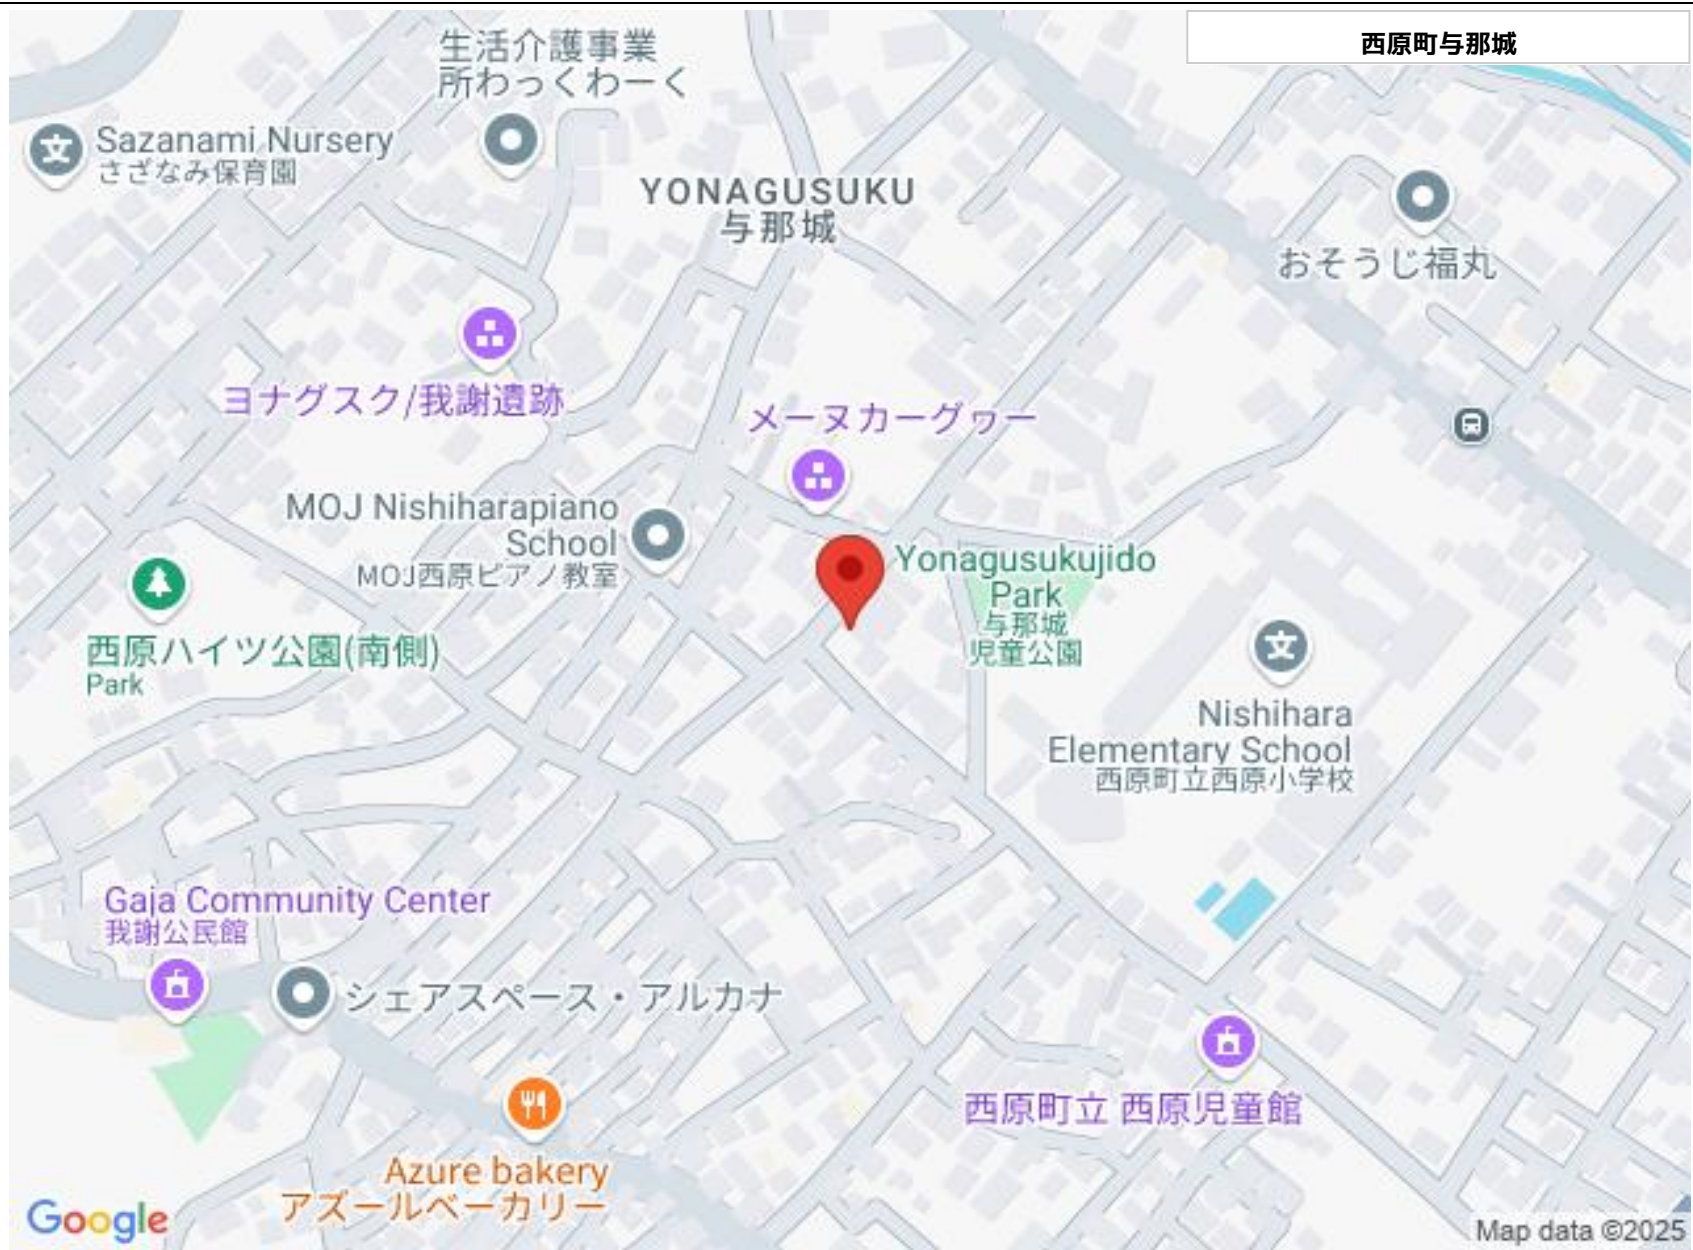 西原町与那城
生活介護事業
所わっくわーく
Sazanami Nursery
さざなみ保育園
YONAGUSUKU
与那城
おそうじ福丸
ヨナグスク/我謝遺跡
メーヌカーグヮー
MOJ Nishiharapiano
School
MOJ西原ピアノ教室
Yonagusukujido
Park
与那城
児童公園
西原ハイツ公園(南側)
Park
Nishihara
Elementary School
西原町立西原小学校
Gaja Community Center
我謝公民館
シェアスペース・アルカナ
西原町立 西原児童館
Azure bakery
アズールベーカリー
Google
Map data ©2025